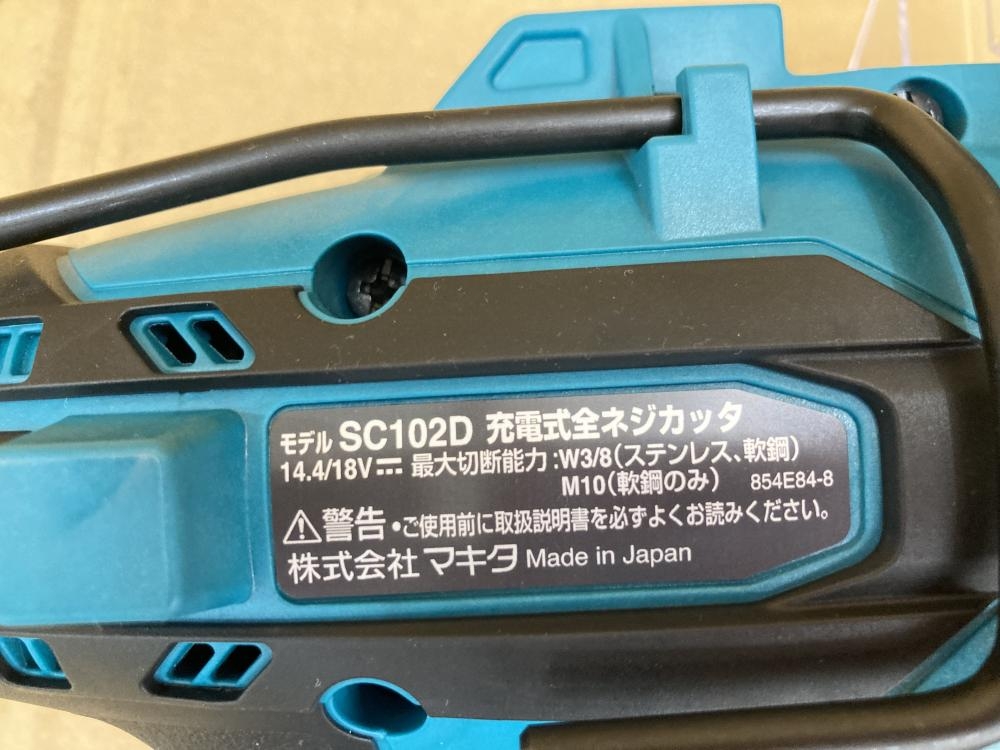 モデル SC102D 充電式全ネジカッタ
14.4/18V⎓ 最大切断能力:W3/8(ステンレス、軟鋼)
M10(軟鋼のみ) 854E84-8
⚠警告・ご使用前に取扱説明書を必ずよくお読みください。
株式会社マキタ Made in Japan